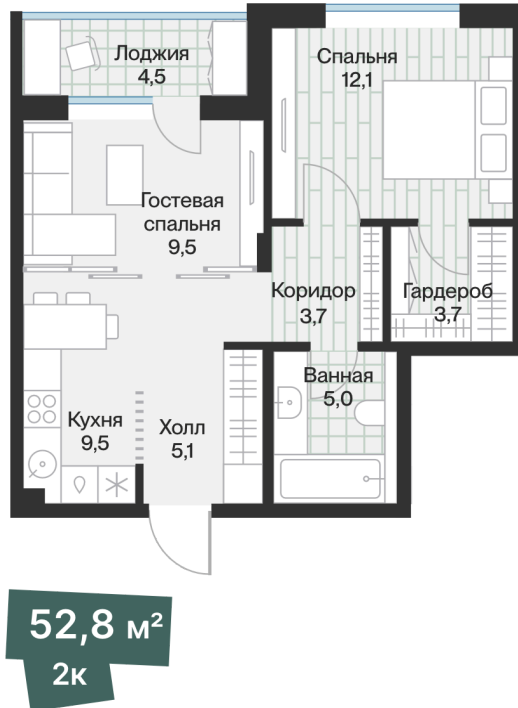 Лоджия
4,5
Спальня
12,1
Гостевая
спальня
9,5
Коридор
3,7
Гардероб
3,7
Ванная
5,0
Кухня
9,5
Холл
5,1
52,8 м²
2к